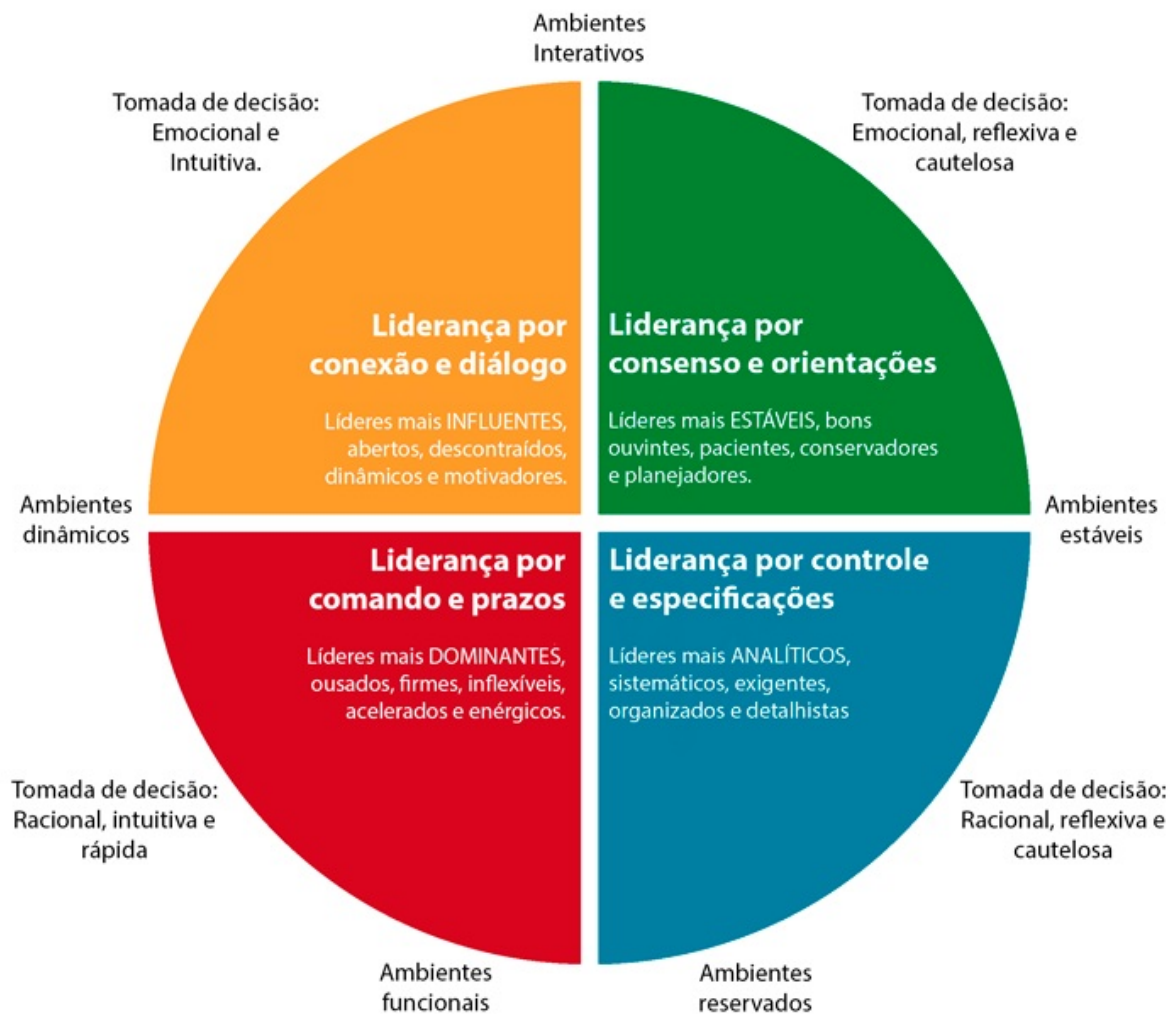 Ambientes
Interativos
Tomada de decisão:
Emocional e
Intuitiva.
Tomada de decisão:
Emocional, reflexiva e
cautelosa
Liderança por
conexão e diálogo
Líderes mais INFLUENTES,
abertos, descontraídos,
dinâmicos e motivadores.
Liderança por
consenso e orientações
Líderes mais ESTÁVEIS, bons
ouvintes, pacientes, conservadores
e planejadores.
Ambientes
dinâmicos
Ambientes
estáveis
Liderança por
comando e prazos
Líderes mais DOMINANTES,
ousados, firmes, inflexíveis,
acelerados e enérgicos.
Liderança por controle
e especificações
Líderes mais ANALÍTICOS,
sistemáticos, exigentes,
organizados e detalhistas
Tomada de decisão:
Racional, intuitiva e
rápida
Tomada de decisão:
Racional, reflexiva e
cautelosa
Ambientes
funcionais
Ambientes
reservados